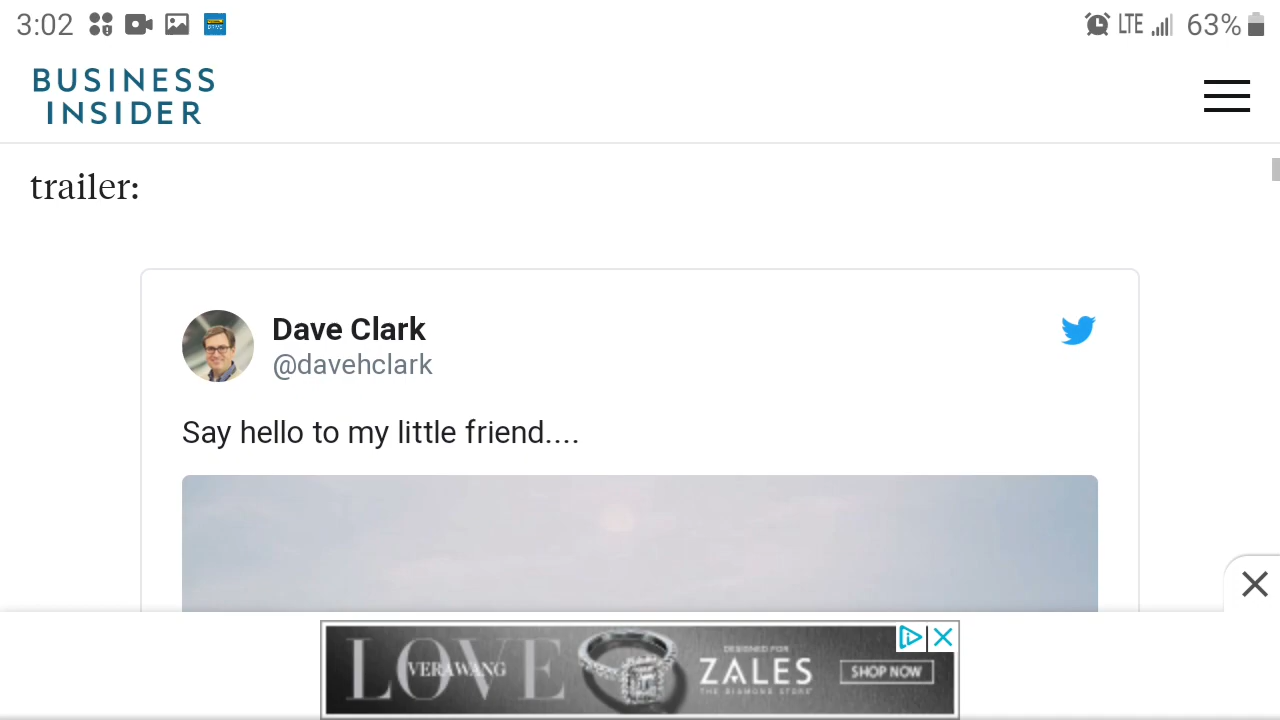 3:02
LTE 63%
BUSINESS
INSIDER
trailer:
Dave Clark
@davehclark
Say hello to my little friend....
LOVE
VERA WANG
DESIGNED FOR
ZALES
THE DIAMOND STORE
SHOP NOW